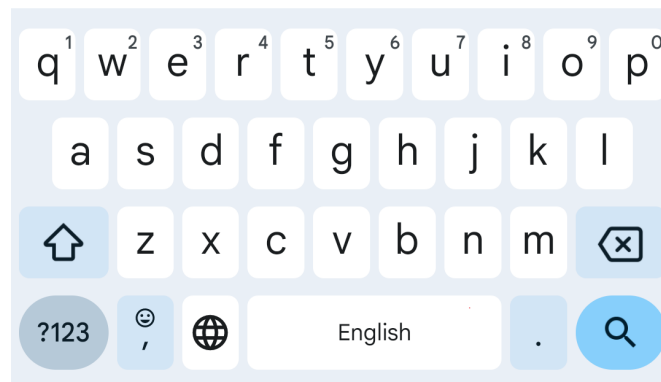 q1 w2 e3 r4 t5 y6 u7 i8 o9 p0
a s d f g h j k l
z x c v b n m
?123 , English .